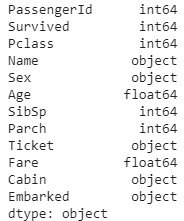 PassengerId int64
Survived int64
Pclass int64
Name object
Sex object
Age float64
SibSp int64
Parch int64
Ticket object
Fare float64
Cabin object
Embarked object
dtype: object